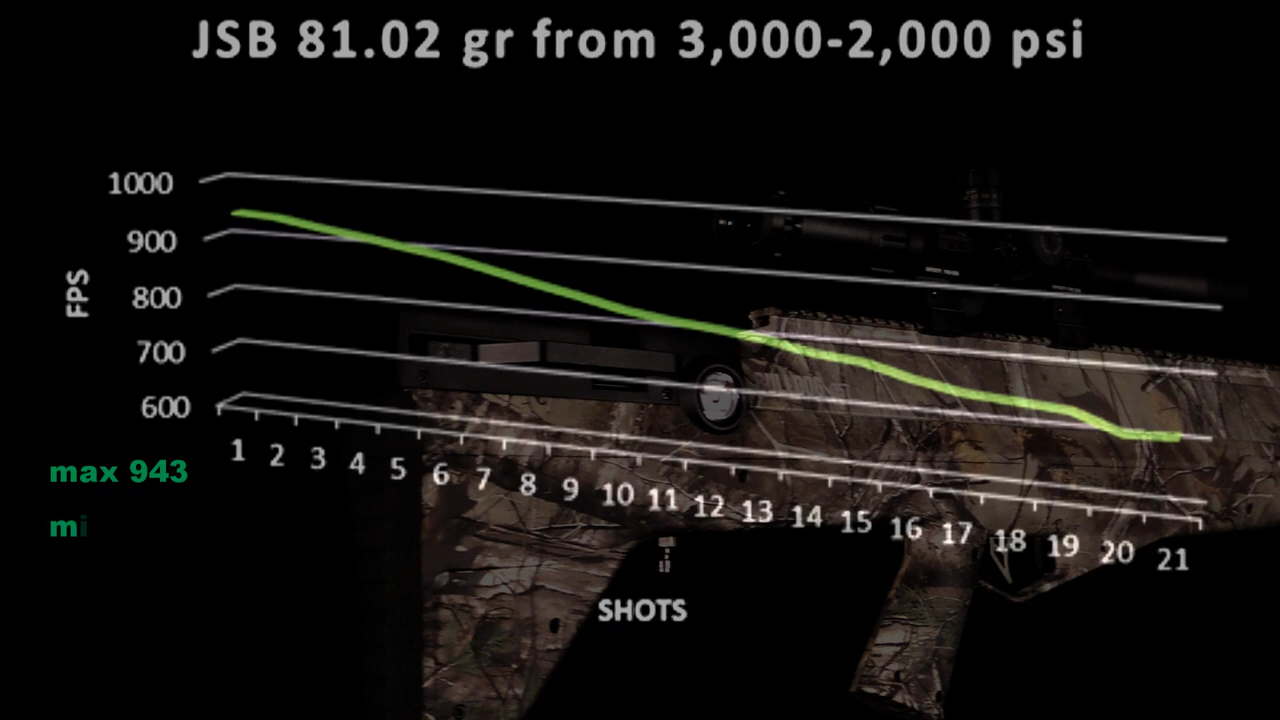 JSB 81.02 gr from 3,000-2,000 psi
1000
900
800
700
600
FPS
1 2 3 4 5 6 7 8 9 10 11 12 13 14 15 16 17 18 19 20 21
SHOTS
max 943
mi